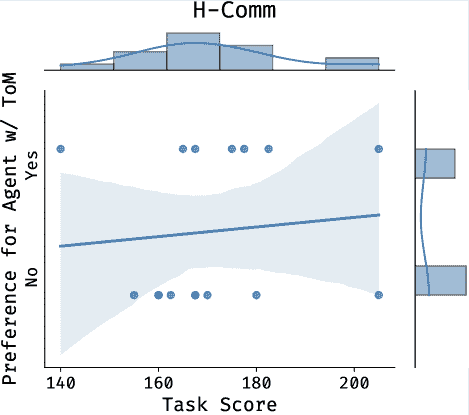 H-Comm
Preference for Agent w/ ToM
Yes
No
140 160 180 200
Task Score